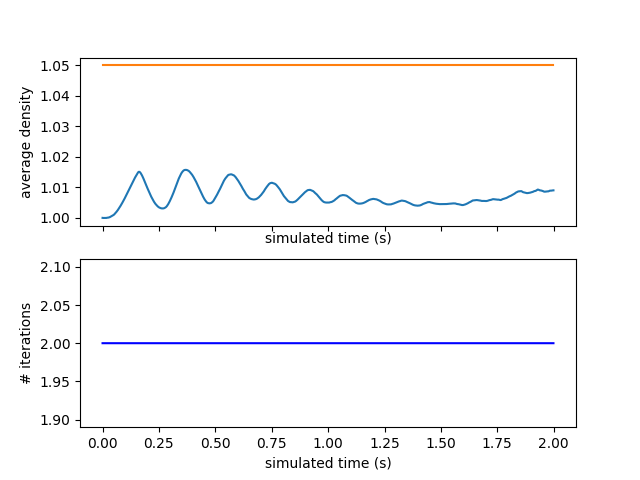 1.05
1.04
1.03
1.02
1.01
1.00
average density
simulated time (s)
2.10
2.05
2.00
1.95
1.90
# iterations
0.00 0.25 0.50 0.75 1.00 1.25 1.50 1.75 2.00
simulated time (s)